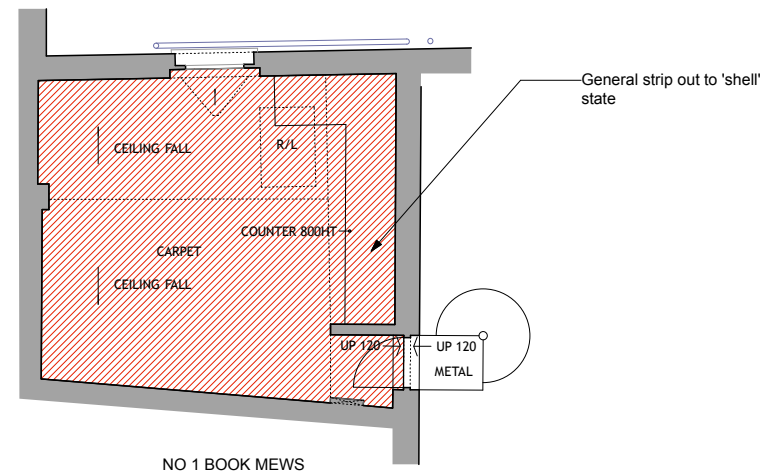 General strip out to 'shell'
state
CEILING FALL
R/L
COUNTER 800HT
CARPET
CEILING FALL
UP 120
UP 120
METAL
NO 1 BOOK MEWS